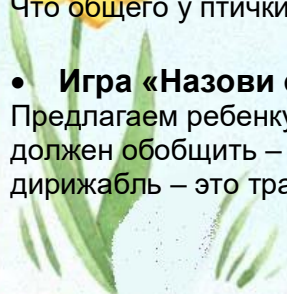 Что общего у птички
• Игра «Назови
Предлагаем ребенку
должен обобщить –
дирижабль – это